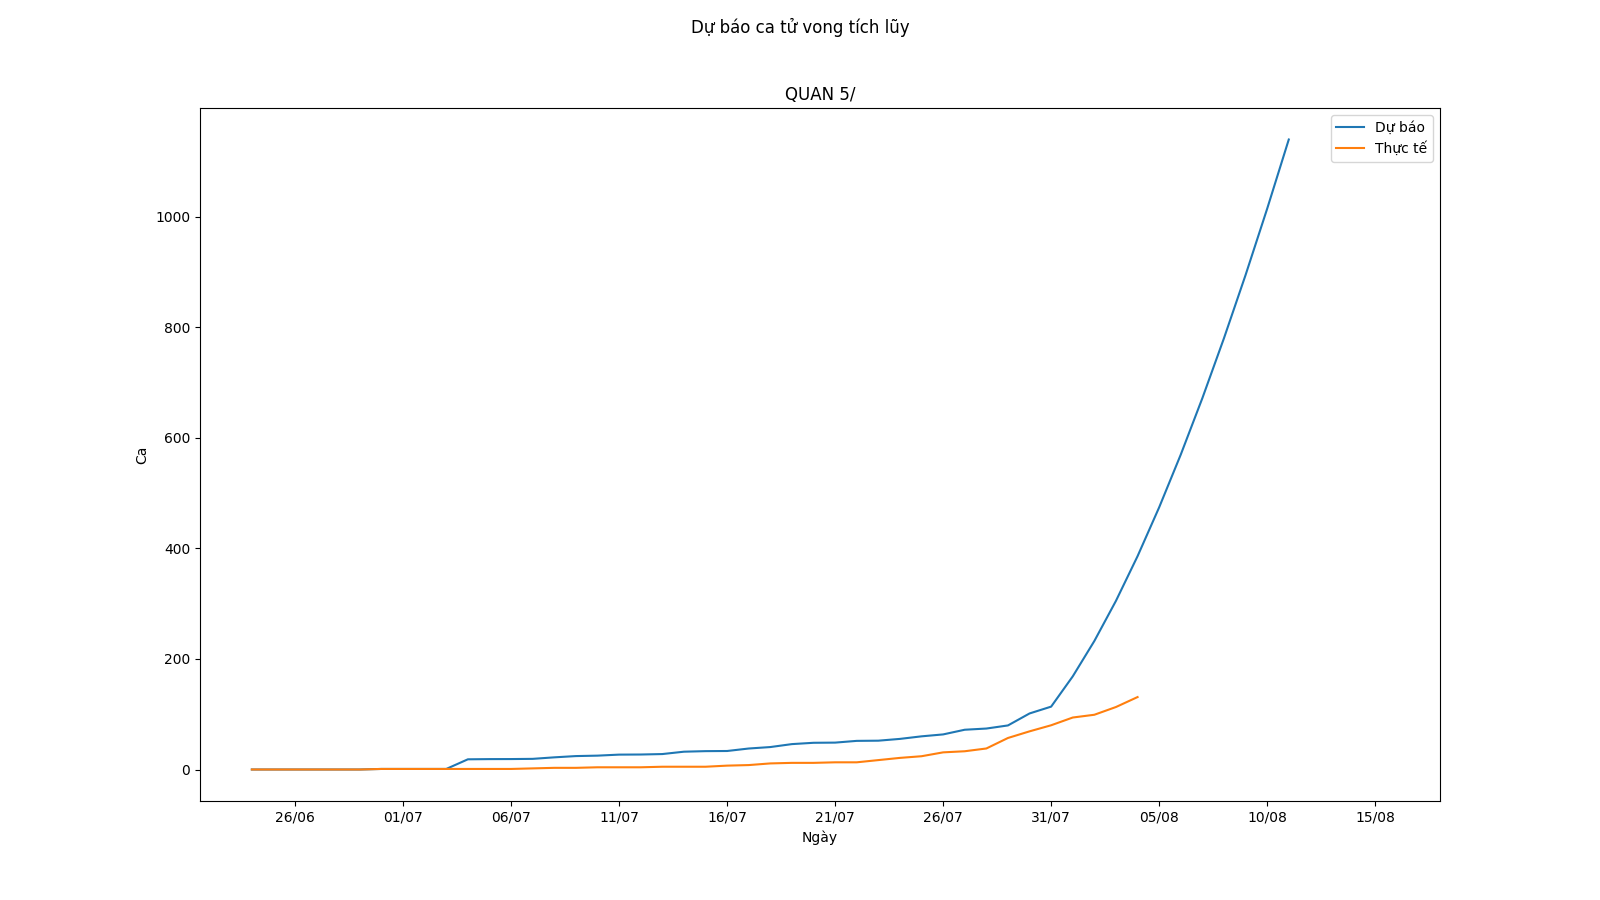 Dự báo ca tử vong tích lũy
QUAN 5/
Dự báo
Thực tế
1000
800
600
400
200
0
Ca
26/06 01/07 06/07 11/07 16/07 21/07 26/07 31/07 05/08 10/08 15/08
Ngày